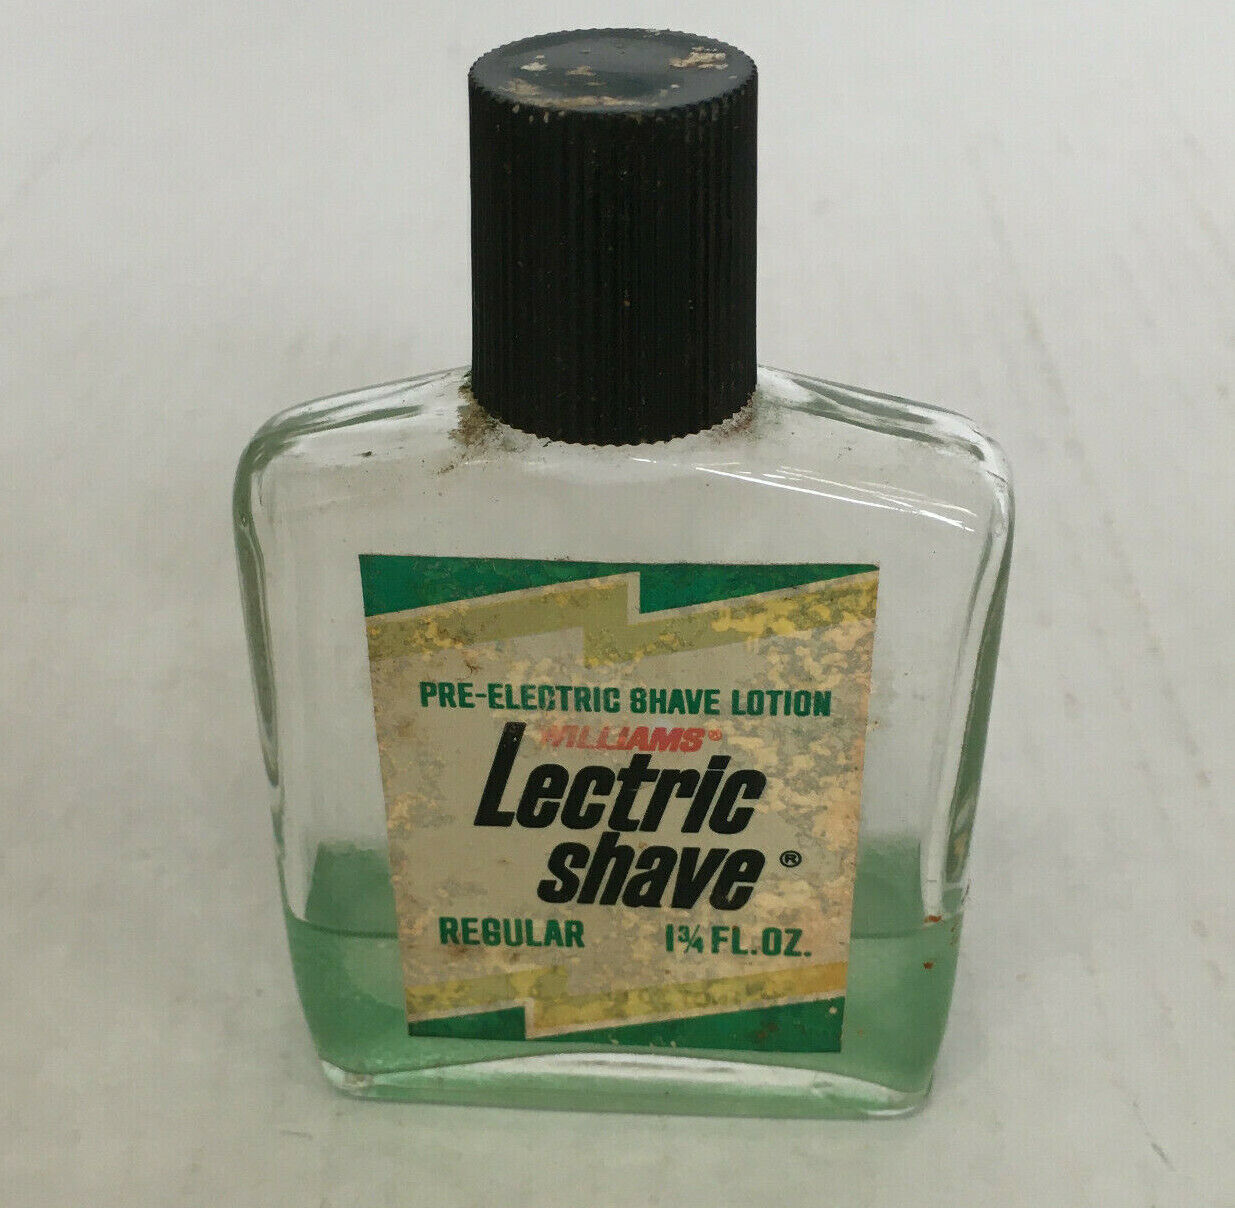 PRE-ELECTRIC SHAVE LOTION
WILLIAMS®
Lectric
shave®
REGULAR 1¾ FL.OZ.